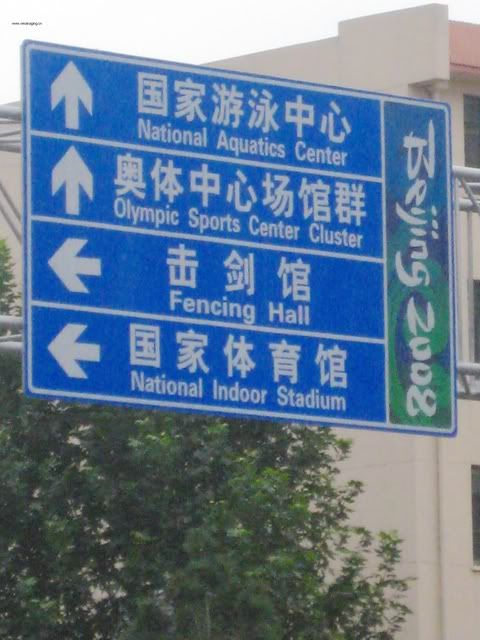 国家游泳中心
National Aquatics Center
奥体中心场馆群
Olympic Sports Center Cluster
击剑馆
Fencing Hall
国家体育馆
National Indoor Stadium
Beijing 2008